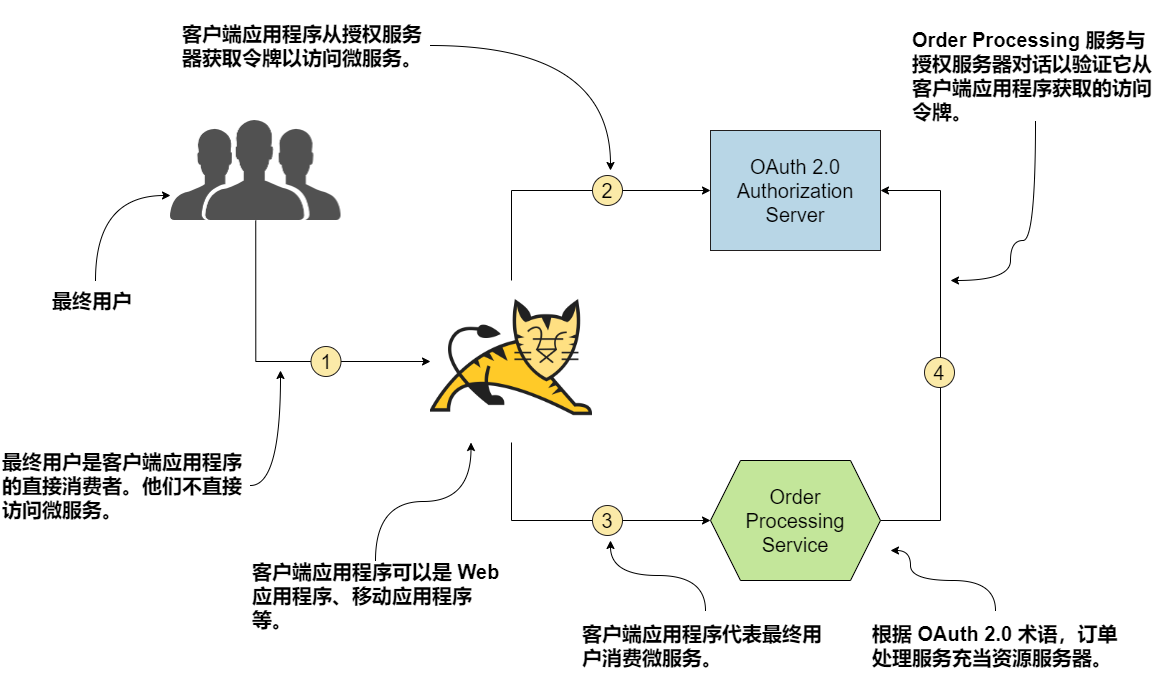 客户端应用程序从授权服务
器获取令牌以访问微服务。
Order Processing 服务与
授权服务器对话以验证它从
客户端应用程序获取的访问
令牌。
OAuth 2.0
Authorization
Server
2
最终用户
1
4
最终用户是客户端应用程序
的直接消费者。他们不直接
访问微服务。
Order
Processing
Service
3
客户端应用程序可以是 Web
应用程序、移动应用程序
等。
客户端应用程序代表最终用
户消费微服务。
根据 OAuth 2.0 术语，订单
处理服务充当资源服务器。